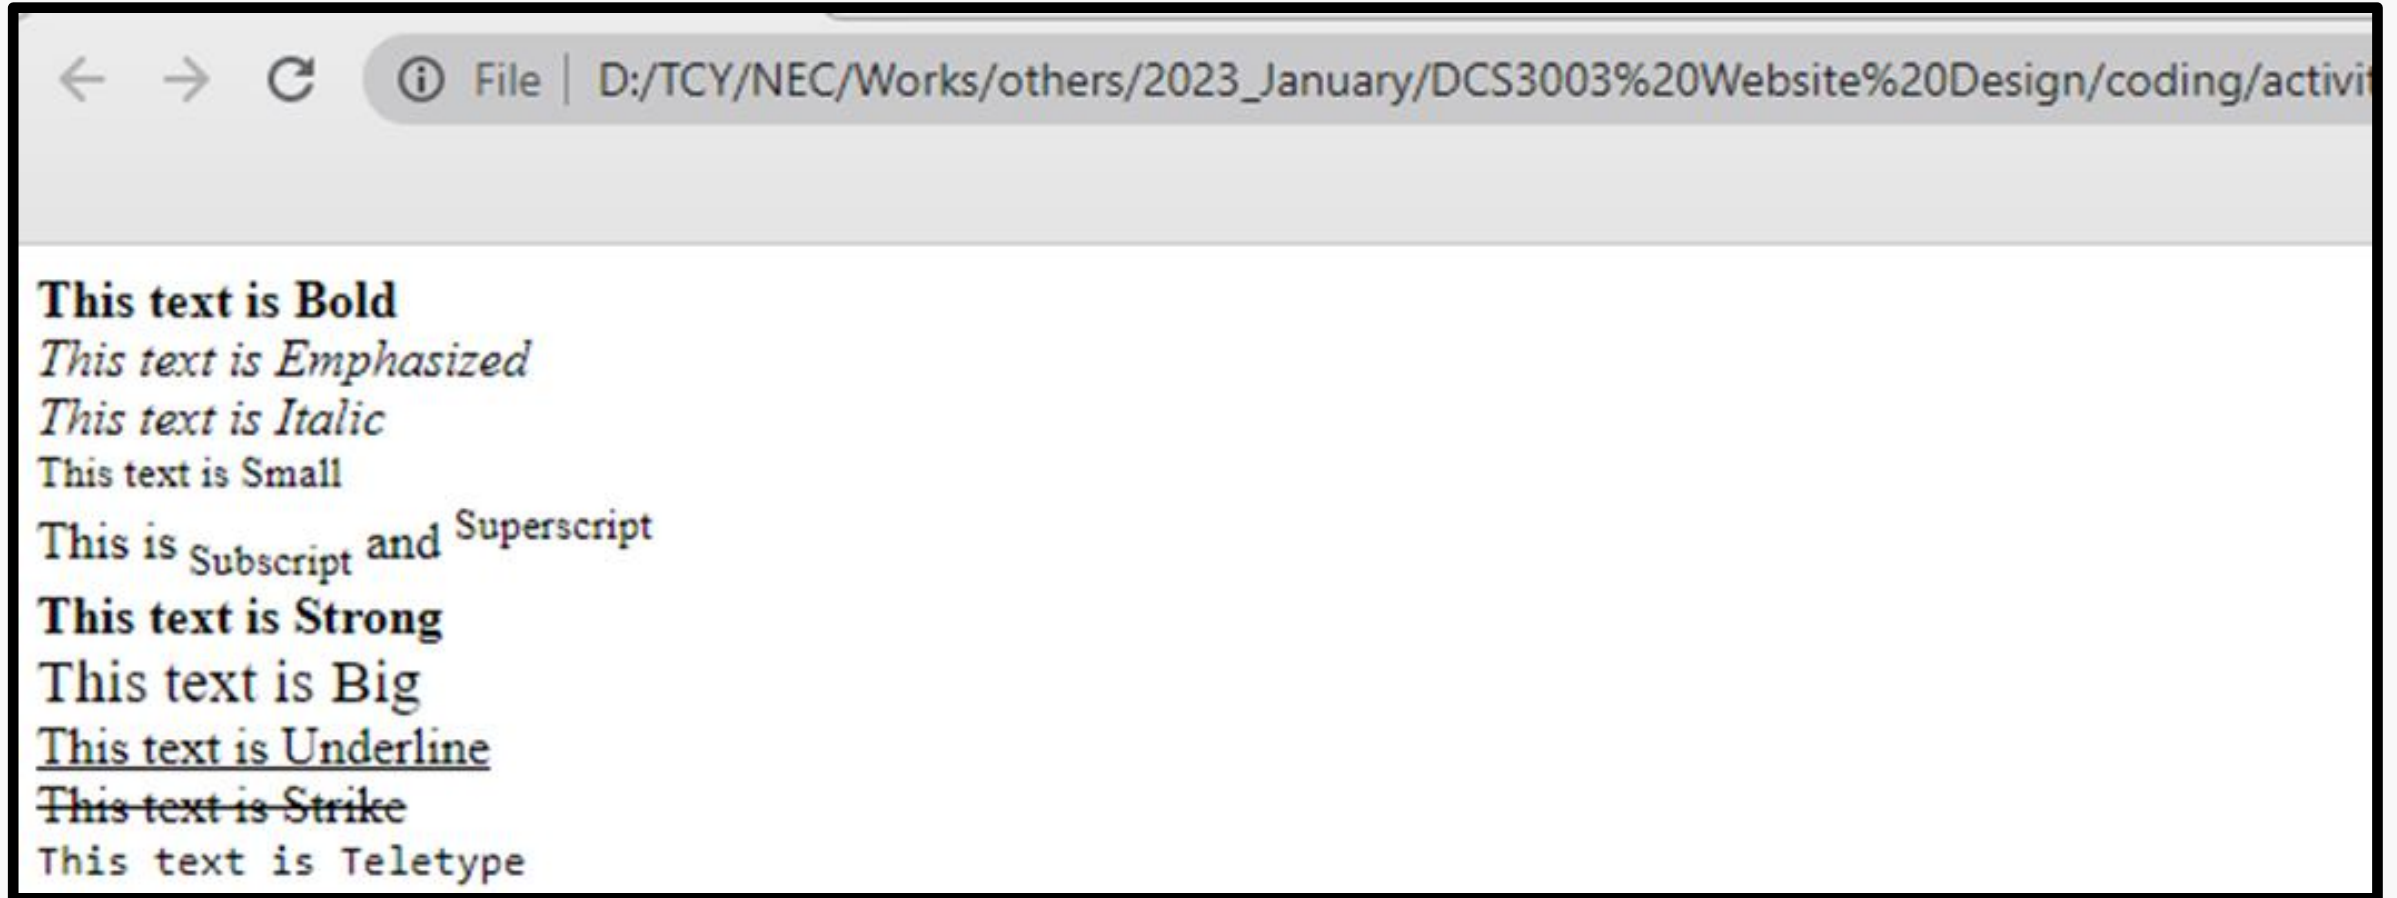 File | D:/TCY/NEC/Works/others/2023_January/DCS3003%20Website%20Design/coding/activit
This text is Bold
This text is Emphasized
This text is Italic
This text is Small
This is Subscript and Superscript
This text is Strong
This text is Big
This text is Underline
This text is Strike
This text is Teletype